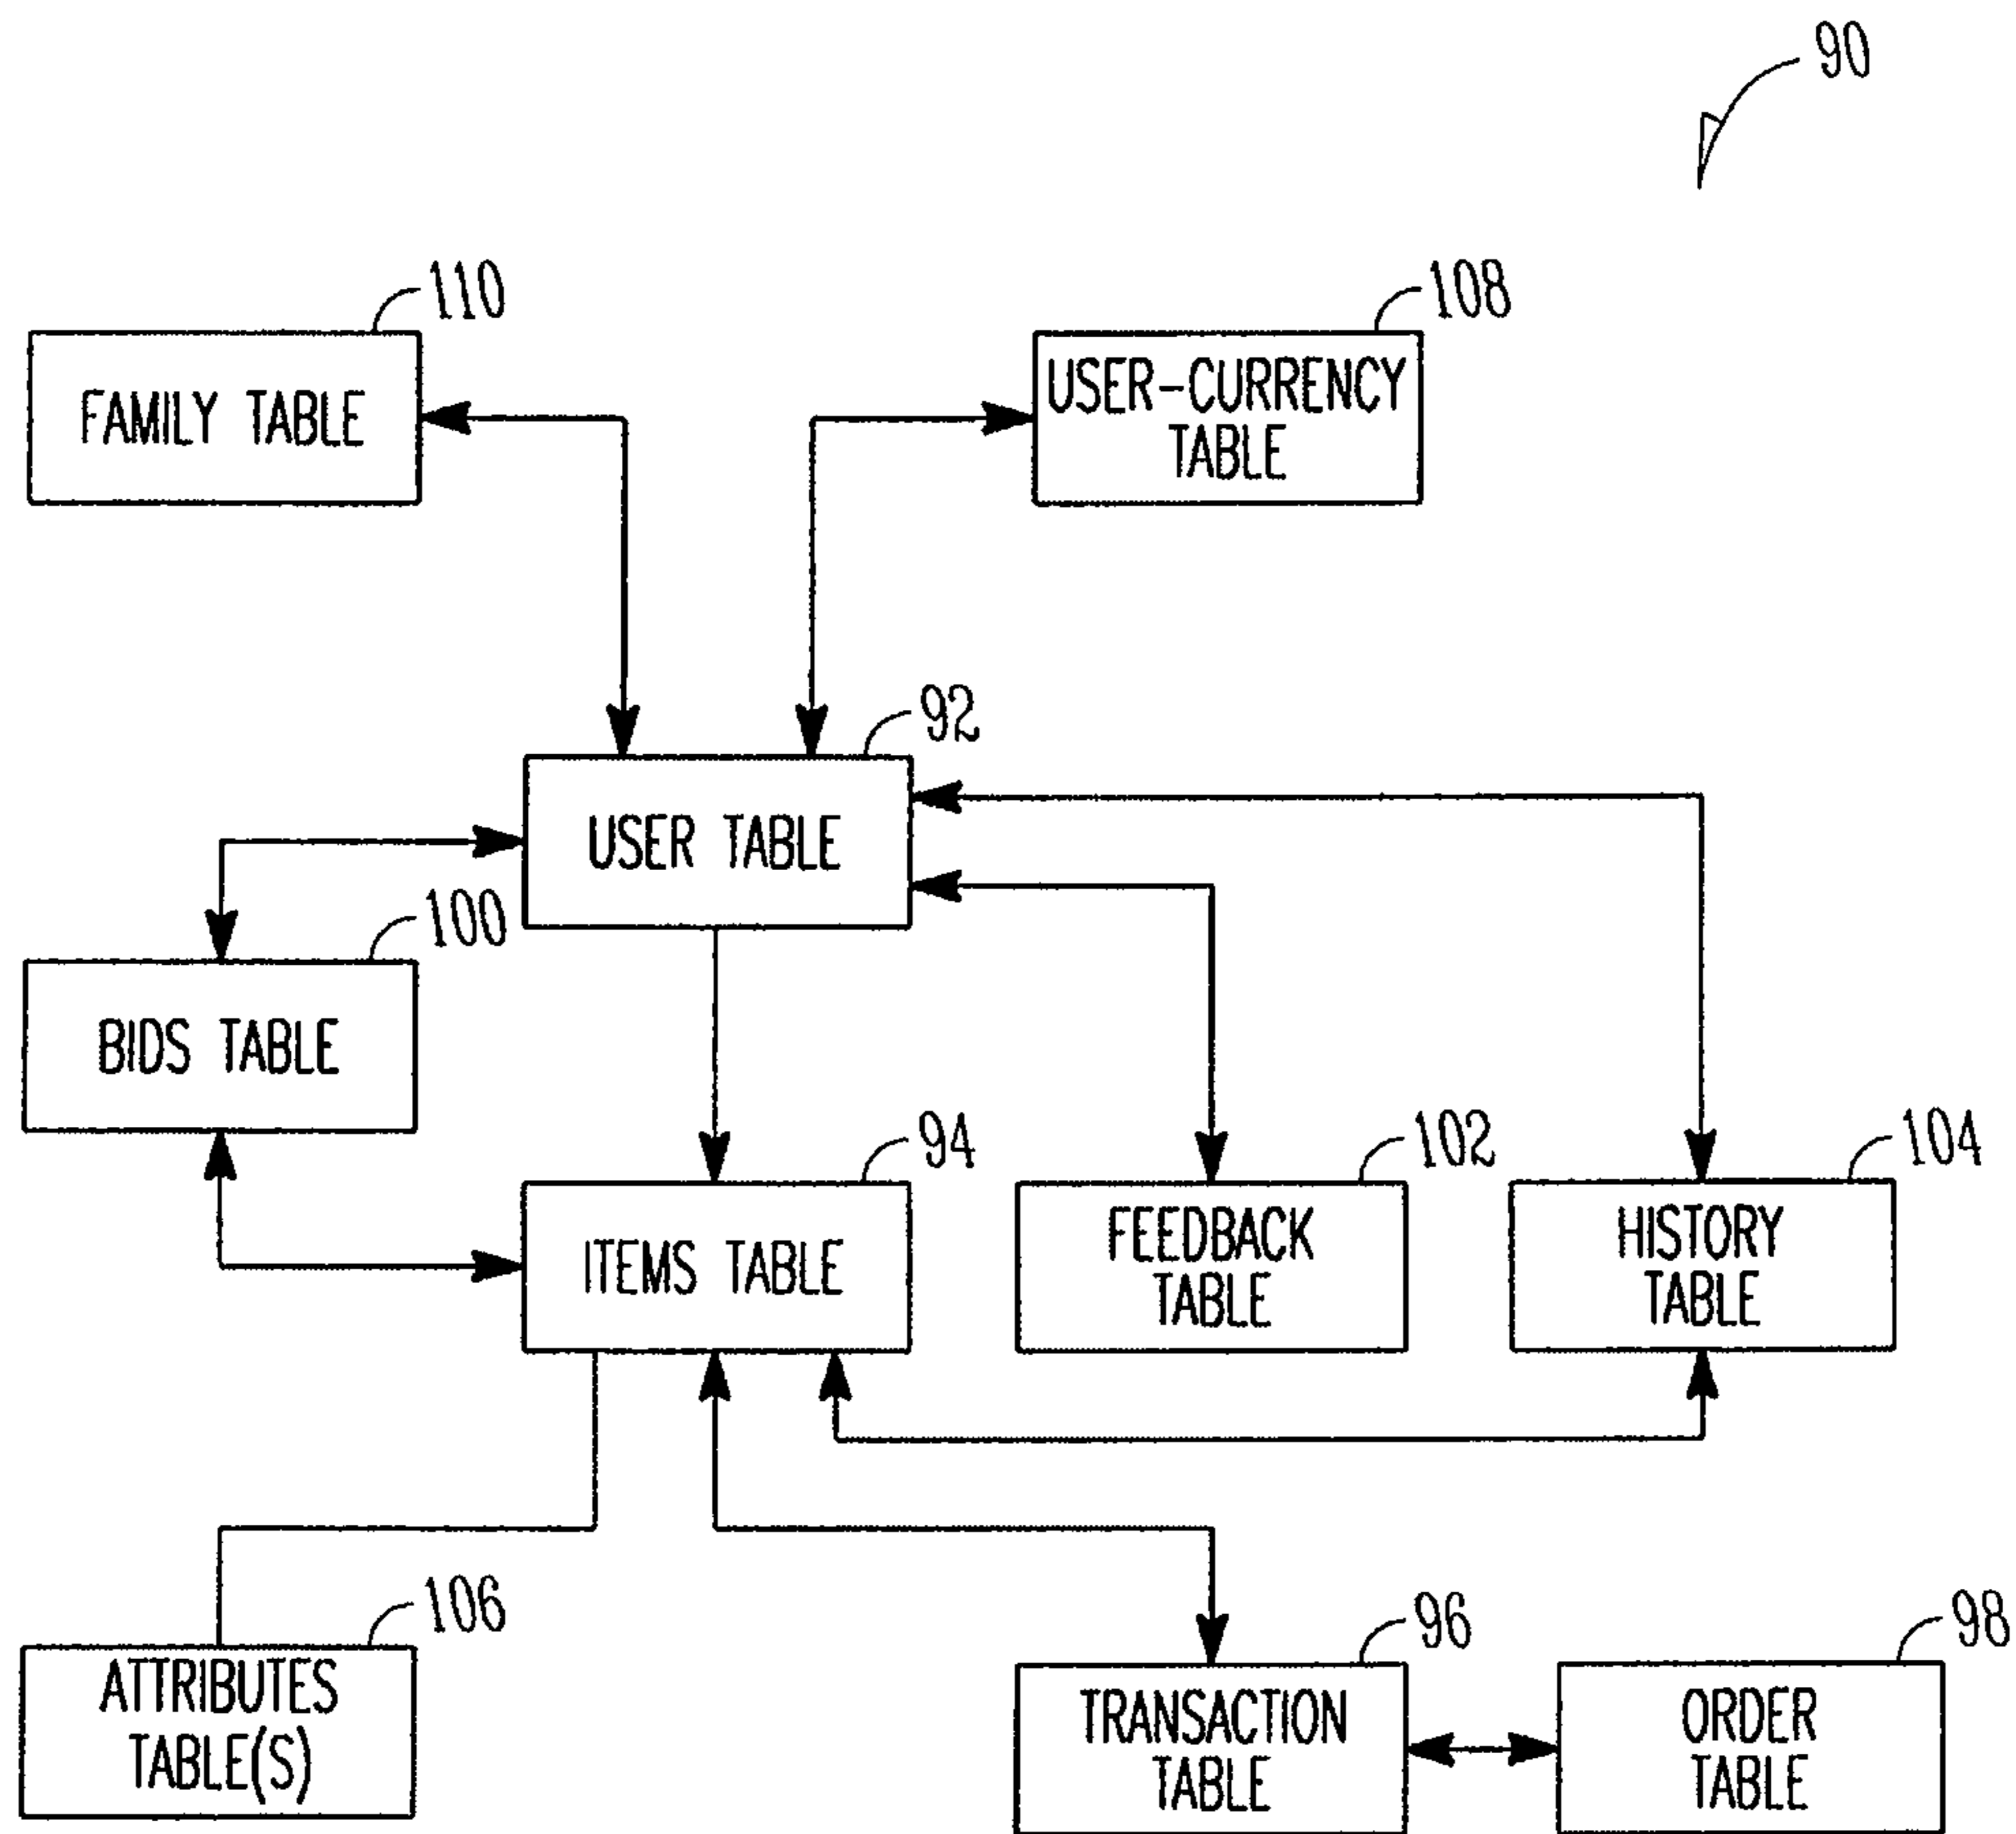 90
110
108
FAMILY TABLE
USER-CURRENCY
TABLE
92
USER TABLE
100
BIDS TABLE
94
102
104
ITEMS TABLE
FEEDBACK
TABLE
HISTORY
TABLE
106
96
98
ATTRIBUTES
TABLE(S)
TRANSACTION
TABLE
ORDER
TABLE